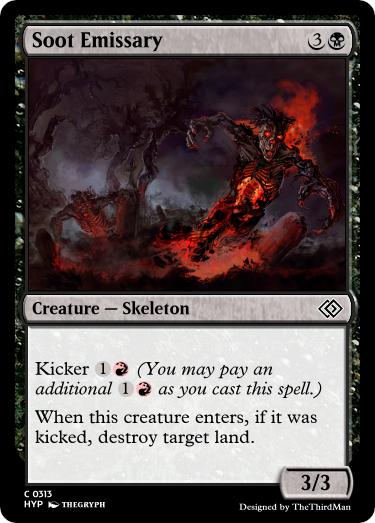 Soot Emissary 3
Creature — Skeleton
Kicker 1 (You may pay an
additional 1 as you cast this spell.)
When this creature enters, if it was
kicked, destroy target land.
3/3
C 0313
HYP THEGRYPH
Designed by TheThirdMan